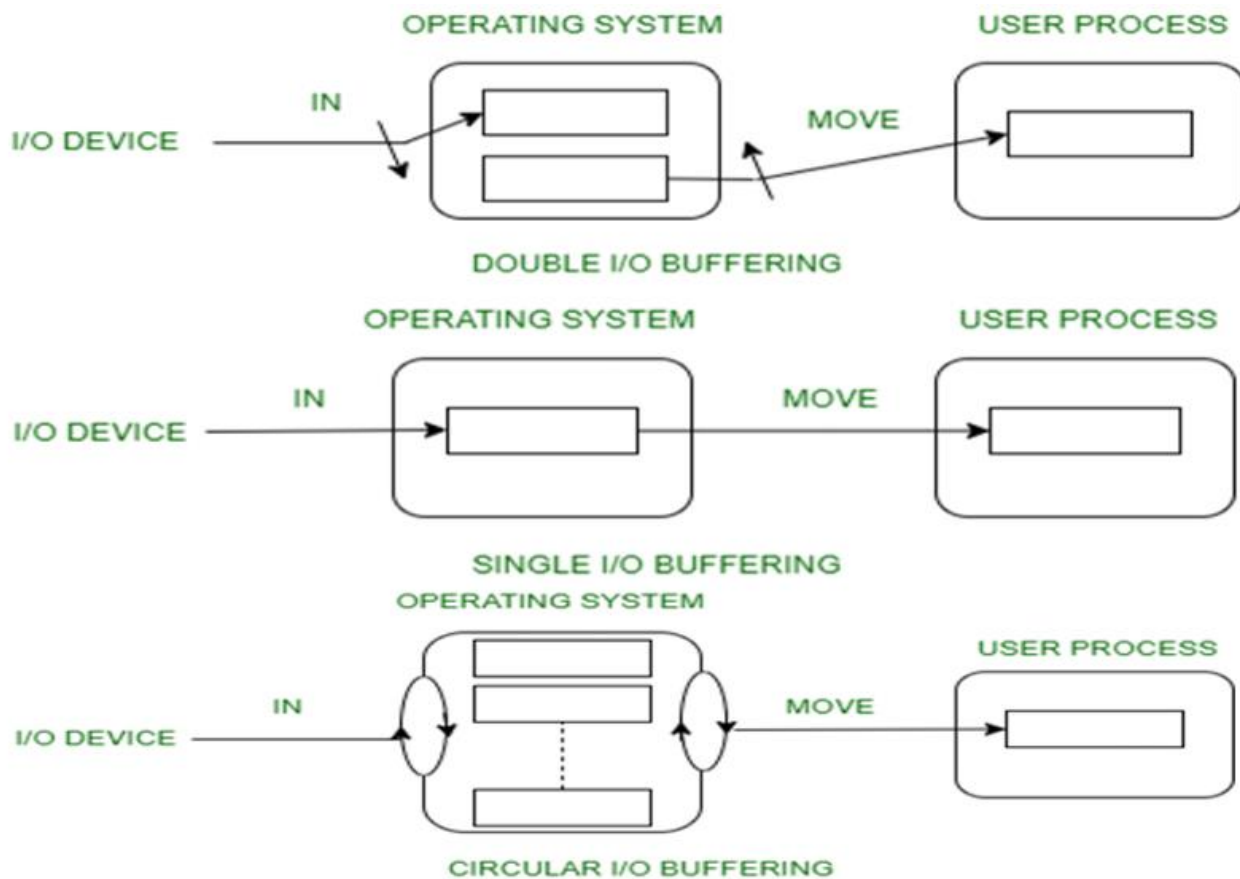 OPERATING SYSTEM USER PROCESS
IN
MOVE
I/O DEVICE
DOUBLE I/O BUFFERING
OPERATING SYSTEM USER PROCESS
IN MOVE
I/O DEVICE
SINGLE I/O BUFFERING
OPERATING SYSTEM
USER PROCESS
IN MOVE
I/O DEVICE
CIRCULAR I/O BUFFERING